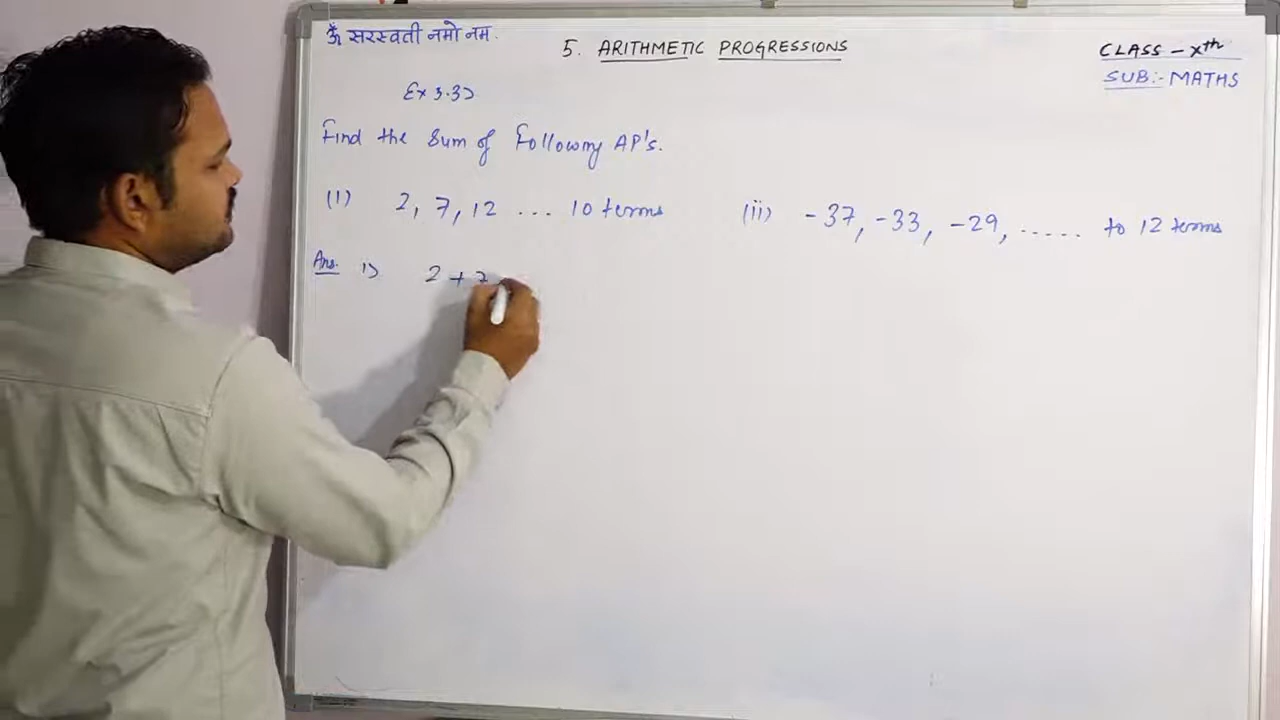 ॐ सरस्वती नमो नम.
5. ARITHMETIC PROGRESSIONS
CLASS - Xth
SUB:- MATHS
Ex 5.3)
Find the Sum of Following AP's.
(i) 2, 7, 12 ... 10 terms
(ii) -37, -33, -29, ..... to 12 terms
Ans. 1) 2 + 7